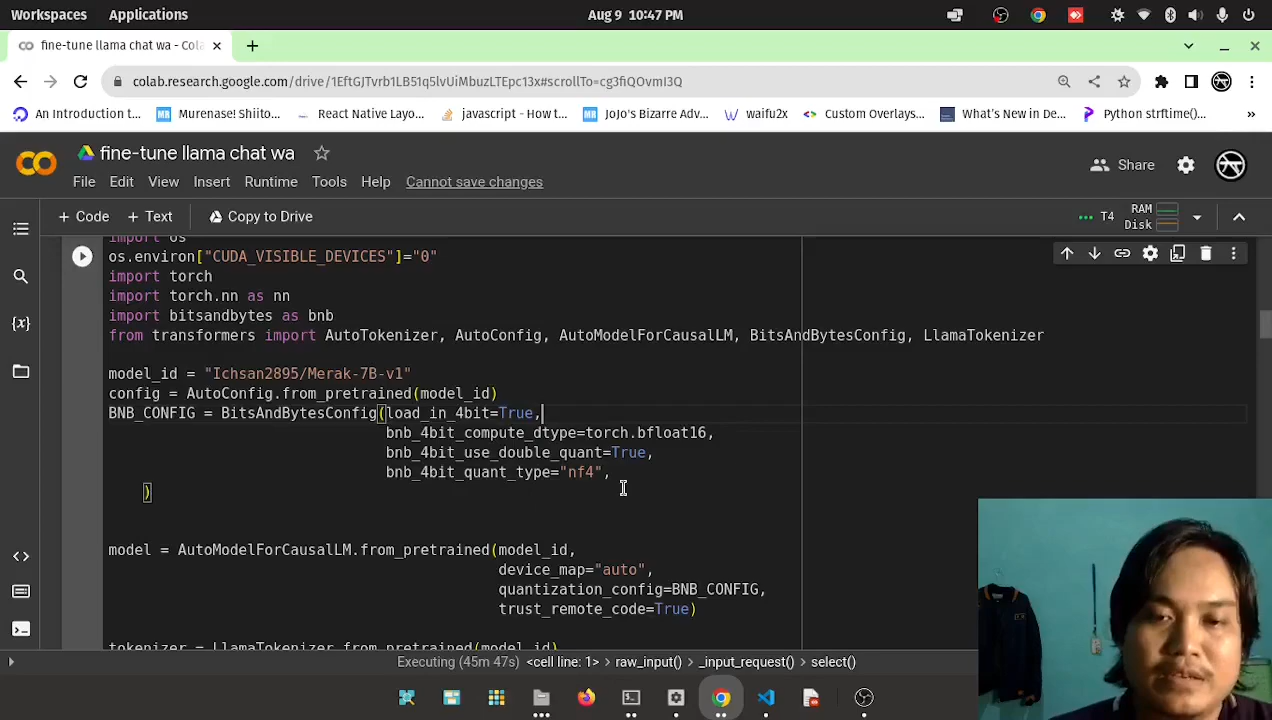 Workspaces Applications Aug 9 10:47 PM
fine-tune llama chat wa - Cola
colab.research.google.com/drive/1EftGJTvrb1LB51q5lvUiMbuzLTEpc13x#scrollTo=cg3fiQOvmI3Q
An Introduction t... Murenase! Shiito... React Native Layo... javascript - How t... JoJo's Bizarre Adv... waifu2x Custom Overlays... What's New in De... Python strftime()... »
fine-tune llama chat wa
File Edit View Insert Runtime Tools Help Cannot save changes
Share
+ Code + Text Copy to Drive
T4 RAM Disk
import os
os.environ["CUDA_VISIBLE_DEVICES"]="0"
import torch
import torch.nn as nn
import bitsandbytes as bnb
from transformers import AutoTokenizer, AutoConfig, AutoModelForCausalLM, BitsAndBytesConfig, LlamaTokenizer
model_id = "Ichsan2895/Merak-7B-v1"
config = AutoConfig.from_pretrained(model_id)
BNB_CONFIG = BitsAndBytesConfig(load_in_4bit=True,
bnb_4bit_compute_dtype=torch.bfloat16,
bnb_4bit_use_double_quant=True,
bnb_4bit_quant_type="nf4",
)
model = AutoModelForCausalLM.from_pretrained(model_id,
device_map="auto",
quantization_config=BNB_CONFIG,
trust_remote_code=True)
tokenizer = LlamaTokenizer.from_pretrained(model_id)
Executing (45m 47s) <cell line: 1> raw_input() _input_request() select()